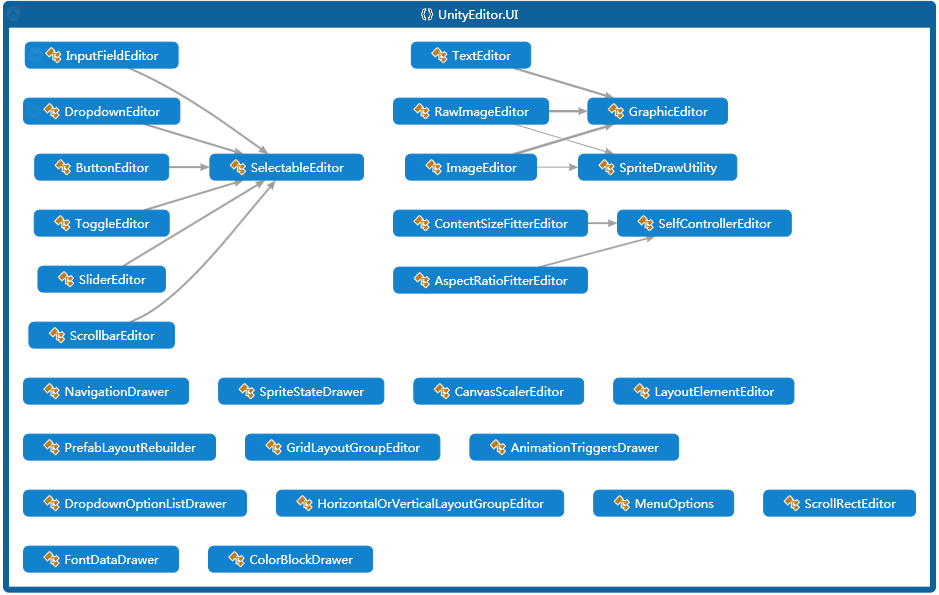 UnityEditor.UI
InputFieldEditor
TextEditor
DropdownEditor
RawImageEditor
GraphicEditor
ButtonEditor
SelectableEditor
ImageEditor
SpriteDrawUtility
ToggleEditor
ContentSizeFitterEditor
SelfControllerEditor
SliderEditor
AspectRatioFitterEditor
ScrollbarEditor
NavigationDrawer
SpriteStateDrawer
CanvasScalerEditor
LayoutElementEditor
PrefabLayoutRebuilder
GridLayoutGroupEditor
AnimationTriggersDrawer
DropdownOptionListDrawer
HorizontalOrVerticalLayoutGroupEditor
MenuOptions
ScrollRectEditor
FontDataDrawer
ColorBlockDrawer